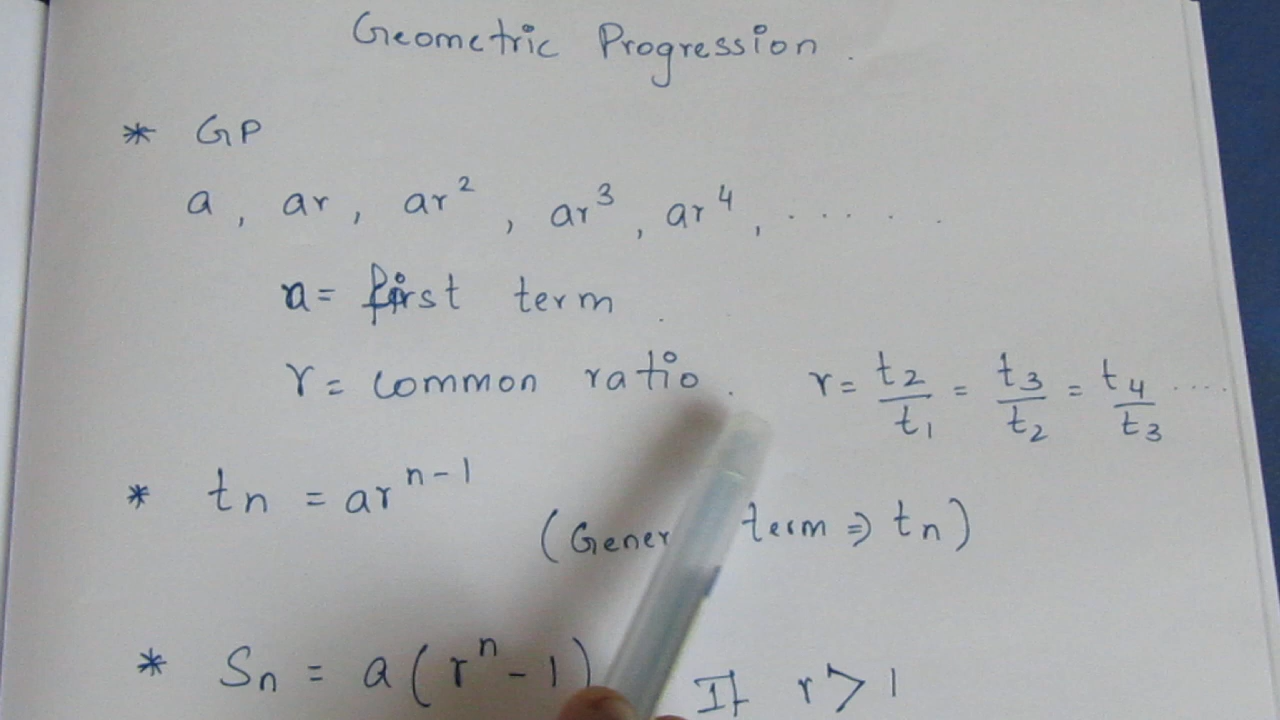 Geometric Progression.
* GP
a, ar, ar², ar³, ar⁴, .....
a = first term.
r = common ratio. r = t₂/t₁ = t₃/t₂ = t₄/t₃ ....
* tₙ = arⁿ⁻¹
(Gener term ⇒ tₙ)
* Sₙ = a(rⁿ - 1) If r > 1